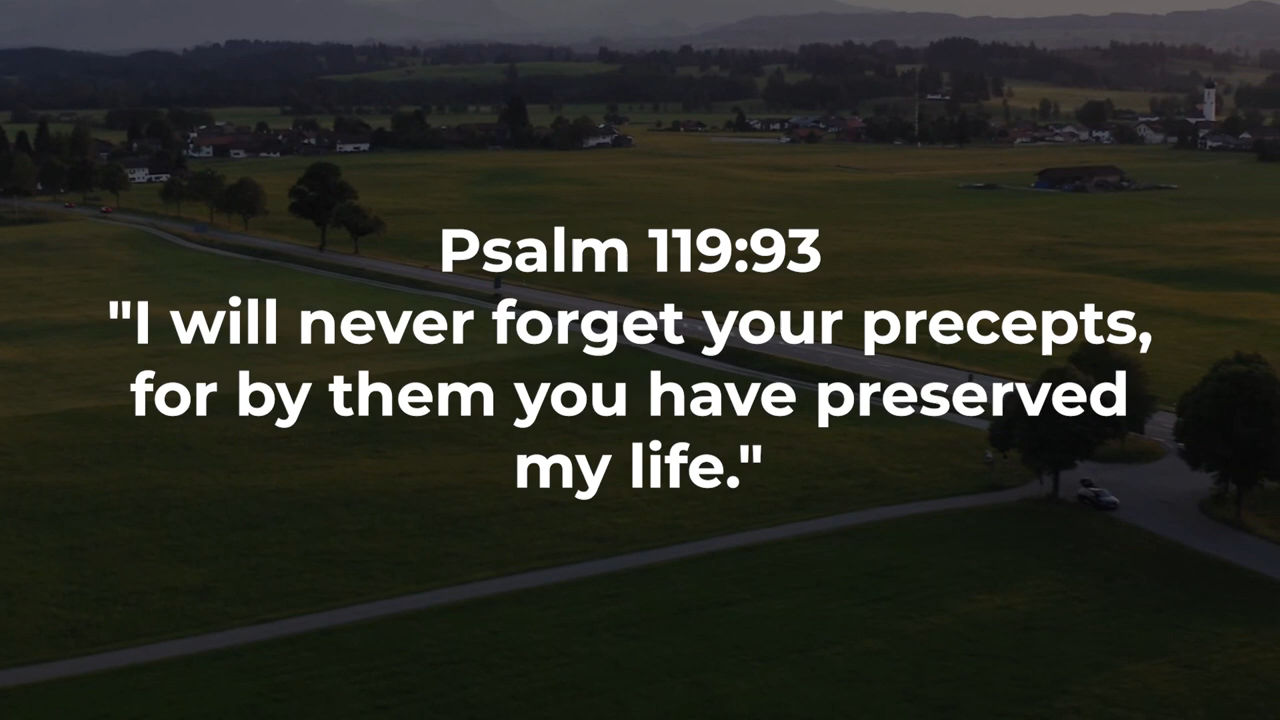 Psalm 119:93
"I will never forget your precepts,
for by them you have preserved
my life."